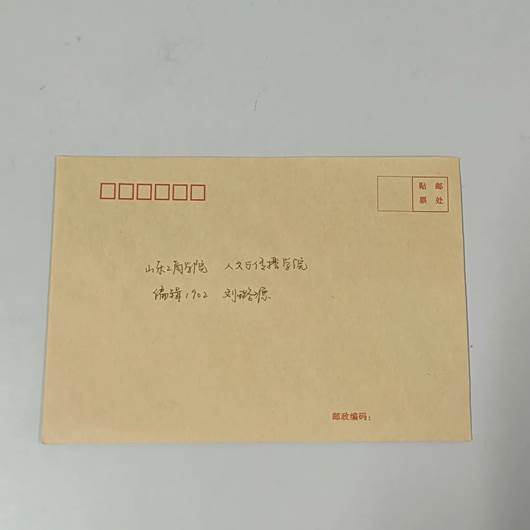 贴 邮
票 处
山东工商学院 人文与传播学院
编辑1902 刘璐源
邮政编码：